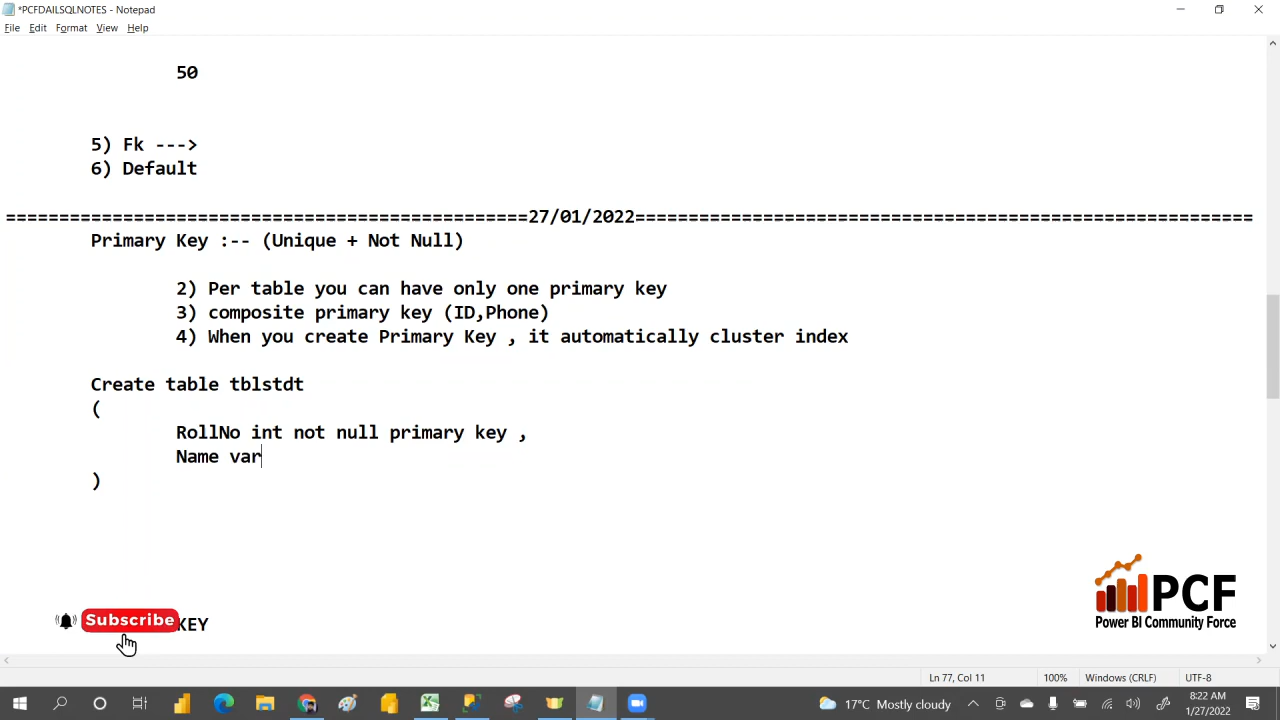 *PCFDAILSQLNOTES - Notepad
File Edit Format View Help
50
5) Fk --->
6) Default
=================================================27/01/2022==========================================================
Primary Key :-- (Unique + Not Null)
2) Per table you can have only one primary key
3) composite primary key (ID,Phone)
4) When you create Primary Key , it automatically cluster index
Create table tblstdt
(
RollNo int not null primary key ,
Name var
)
Subscribe KEY
PCF
Power BI Community Force
Ln 77, Col 11 100% Windows (CRLF) UTF-8
17°C Mostly cloudy 8:22 AM
1/27/2022